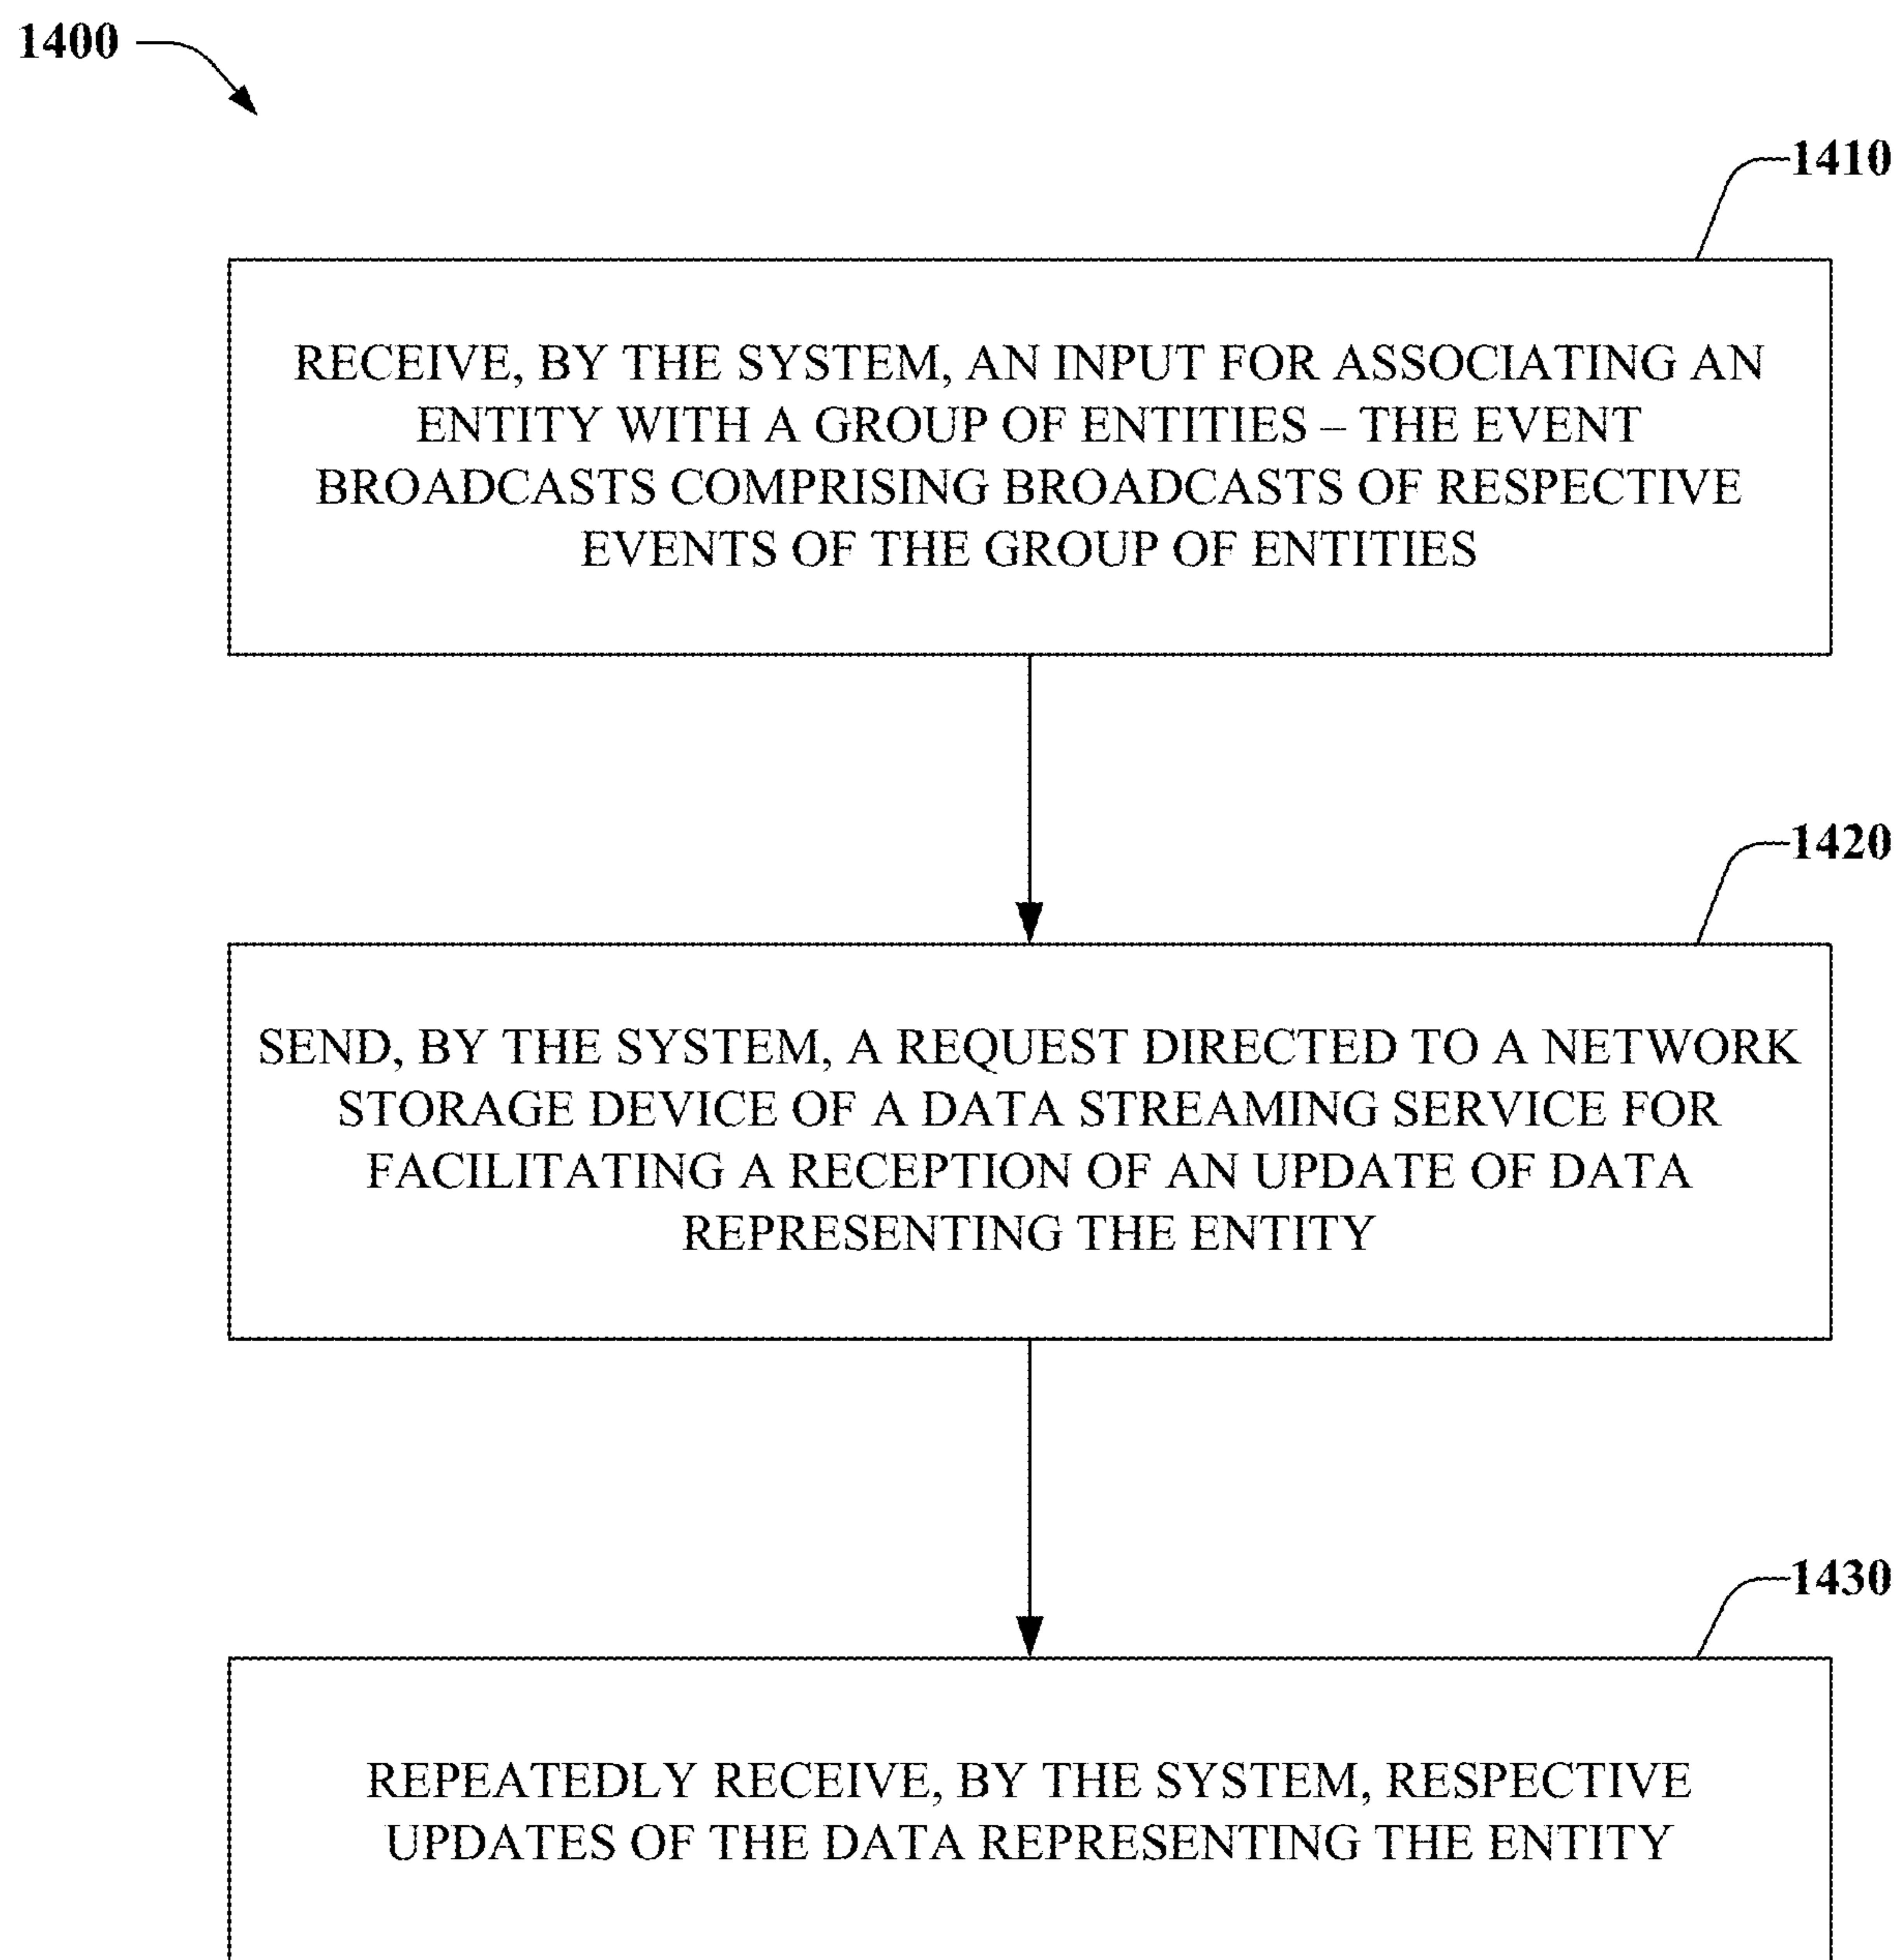 1400
1410
RECEIVE, BY THE SYSTEM, AN INPUT FOR ASSOCIATING AN
ENTITY WITH A GROUP OF ENTITIES – THE EVENT
BROADCASTS COMPRISING BROADCASTS OF RESPECTIVE
EVENTS OF THE GROUP OF ENTITIES
1420
SEND, BY THE SYSTEM, A REQUEST DIRECTED TO A NETWORK
STORAGE DEVICE OF A DATA STREAMING SERVICE FOR
FACILITATING A RECEPTION OF AN UPDATE OF DATA
REPRESENTING THE ENTITY
1430
REPEATEDLY RECEIVE, BY THE SYSTEM, RESPECTIVE
UPDATES OF THE DATA REPRESENTING THE ENTITY